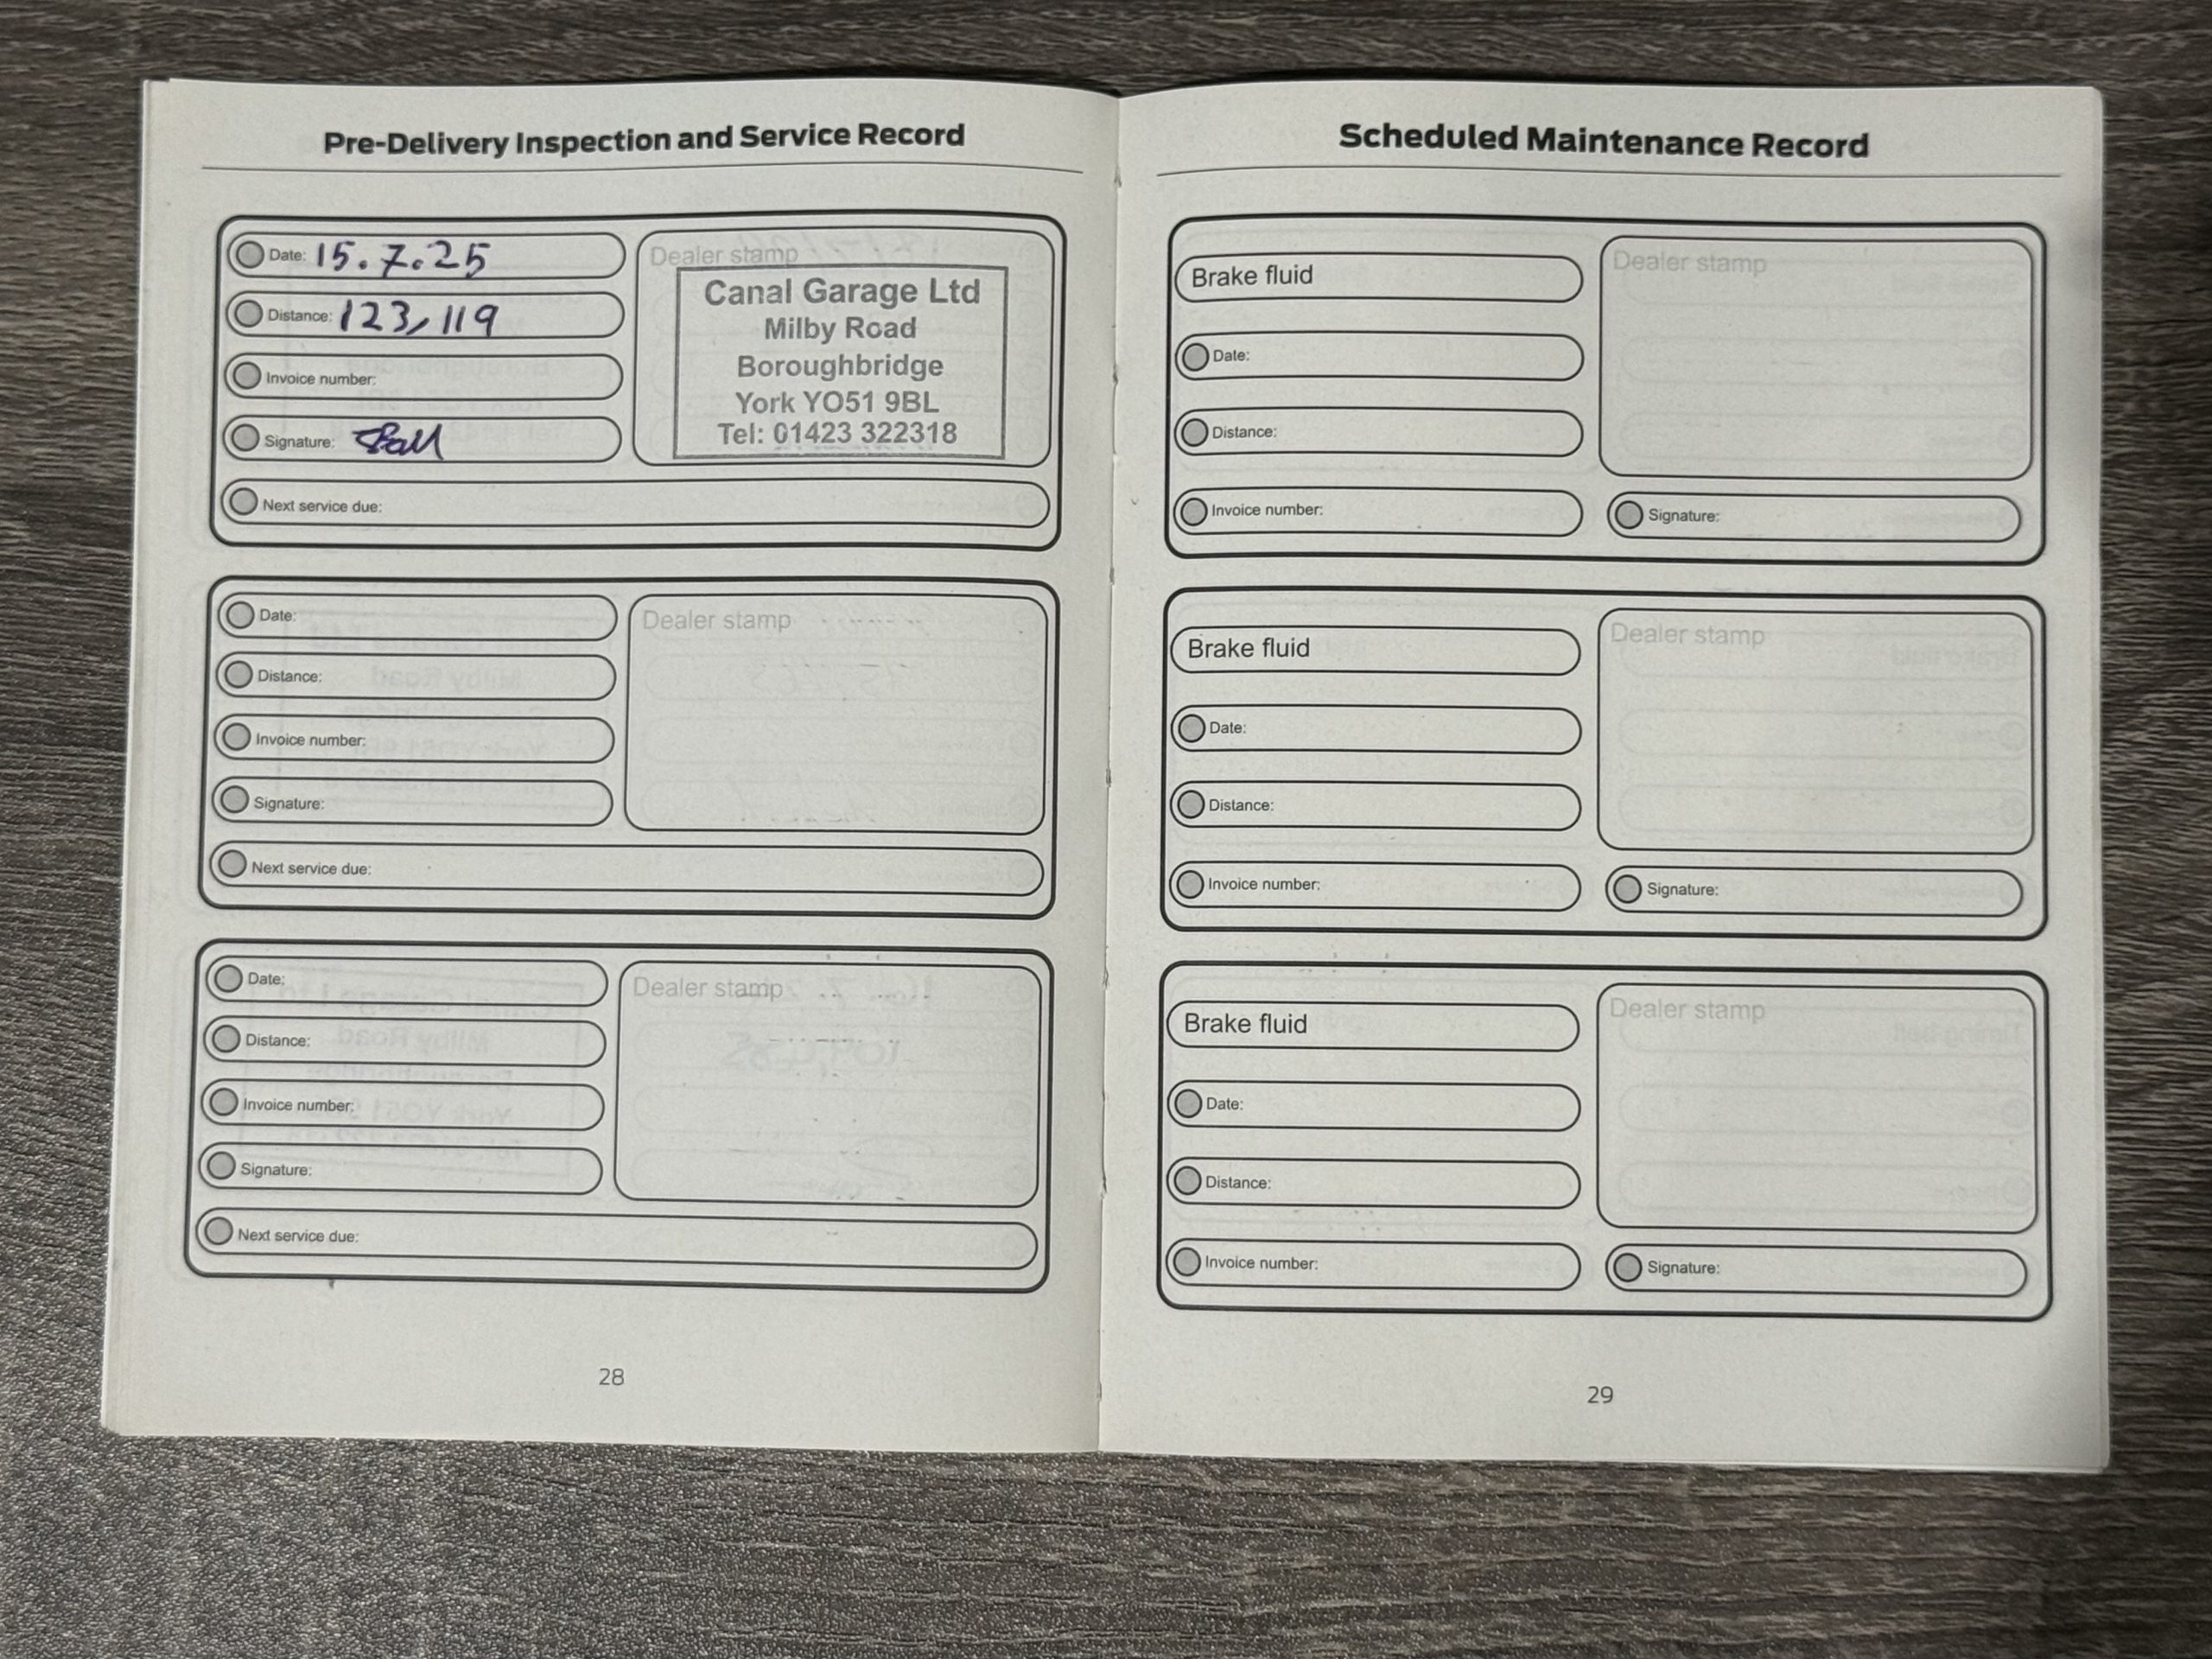 Pre-Delivery Inspection and Service Record
Date: 15.7.25
Distance: 123,119
Invoice number:
Signature:
Dealer stamp
Canal Garage Ltd
Milby Road
Boroughbridge
York YO51 9BL
Tel: 01423 322318
Next service due:
Date:
Distance:
Invoice number:
Signature:
Dealer stamp
Next service due:
Date:
Distance:
Invoice number:
Signature:
Dealer stamp
Next service due:
28
Scheduled Maintenance Record
Brake fluid
Date:
Distance:
Invoice number:
Dealer stamp
Signature:
Brake fluid
Date:
Distance:
Invoice number:
Dealer stamp
Signature:
Brake fluid
Date:
Distance:
Invoice number:
Dealer stamp
Signature:
29